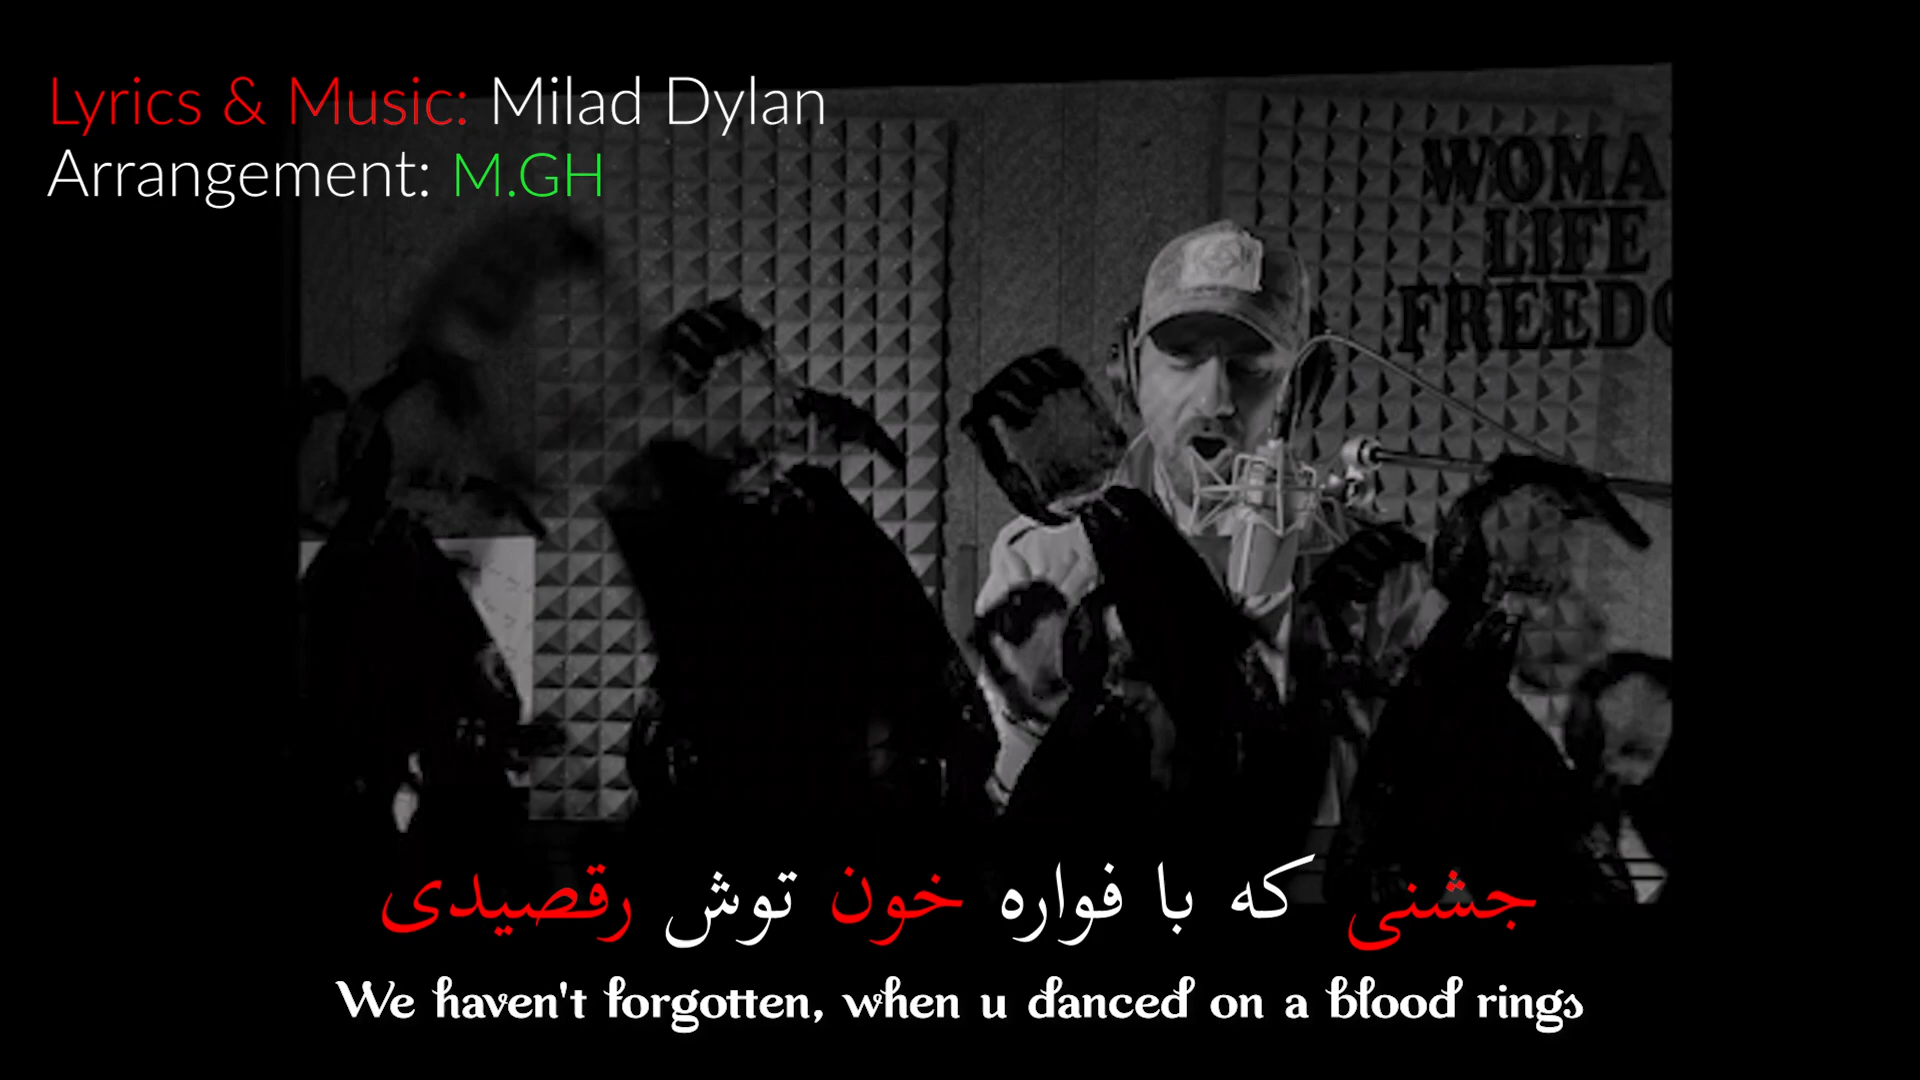 Lyrics & Music: Milad Dylan
Arrangement: M.GH
WOMA
LIFE
FREEDO
جشنی که با فواره خون توش رقصیدی
We haven't forgotten, when u danced on a blood rings